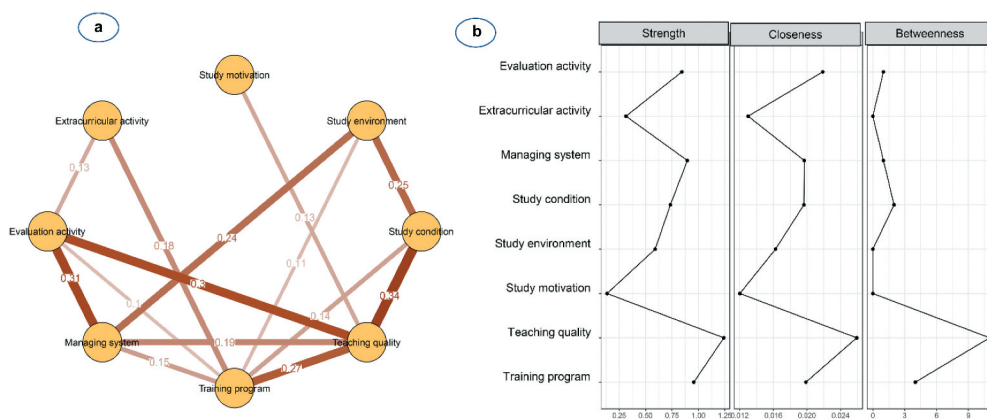 a
Study motivation
Extracurricular activity
Study environment
0.13
0.25
0.13
Evaluation activity
0.24
Study condition
0.18
0.11
0.3
0.31
0.34
0.14
Managing system
0.19
Teaching quality
0.15
0.27
Training program
b
Strength
Closeness
Betweenness
Evaluation activity
Extracurricular activity
Managing system
Study condition
Study environment
Study motivation
Teaching quality
Training program
0.25
0.50
0.75
1.00
1.25
0.012
0.016
0.020
0.024
0
3
6
9